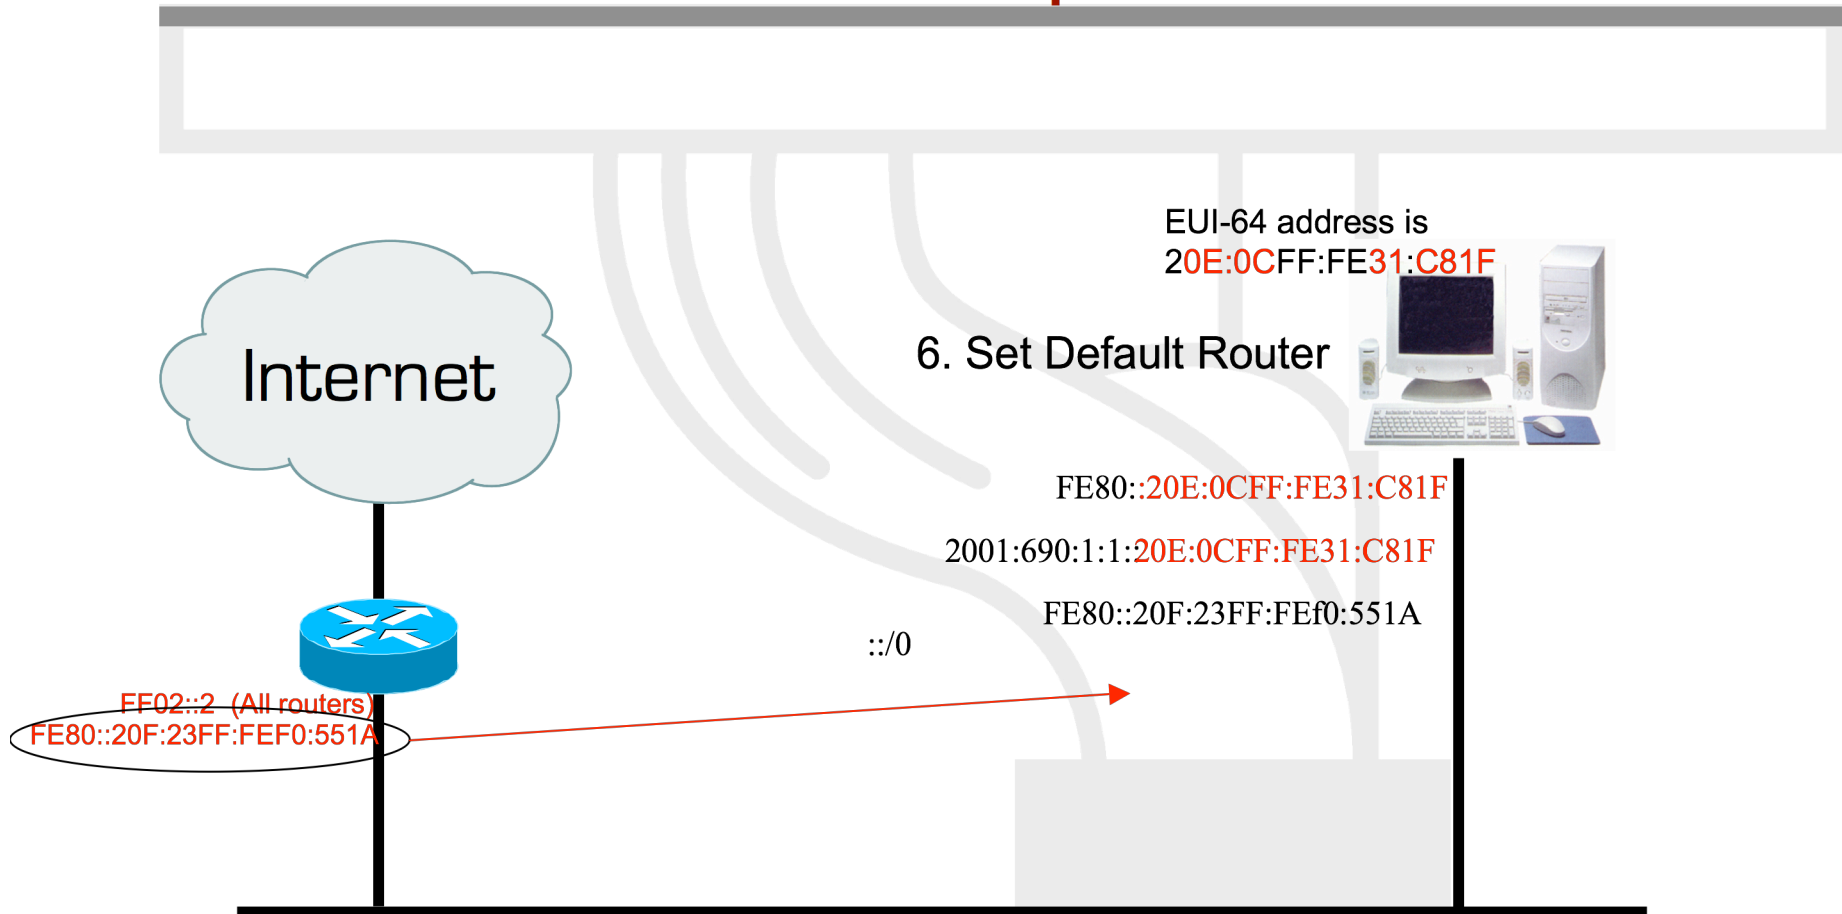 EUI-64 address is
20E:0CFF:FE31:C81F
Internet
6. Set Default Router
FE80::20E:0CFF:FE31:C81F
2001:690:1:1::20E:0CFF:FE31:C81F
FE80::20F:23FF:FEf0:551A
::/0
FF02::2 (All routers)
FE80::20F:23FF:FEF0:551A